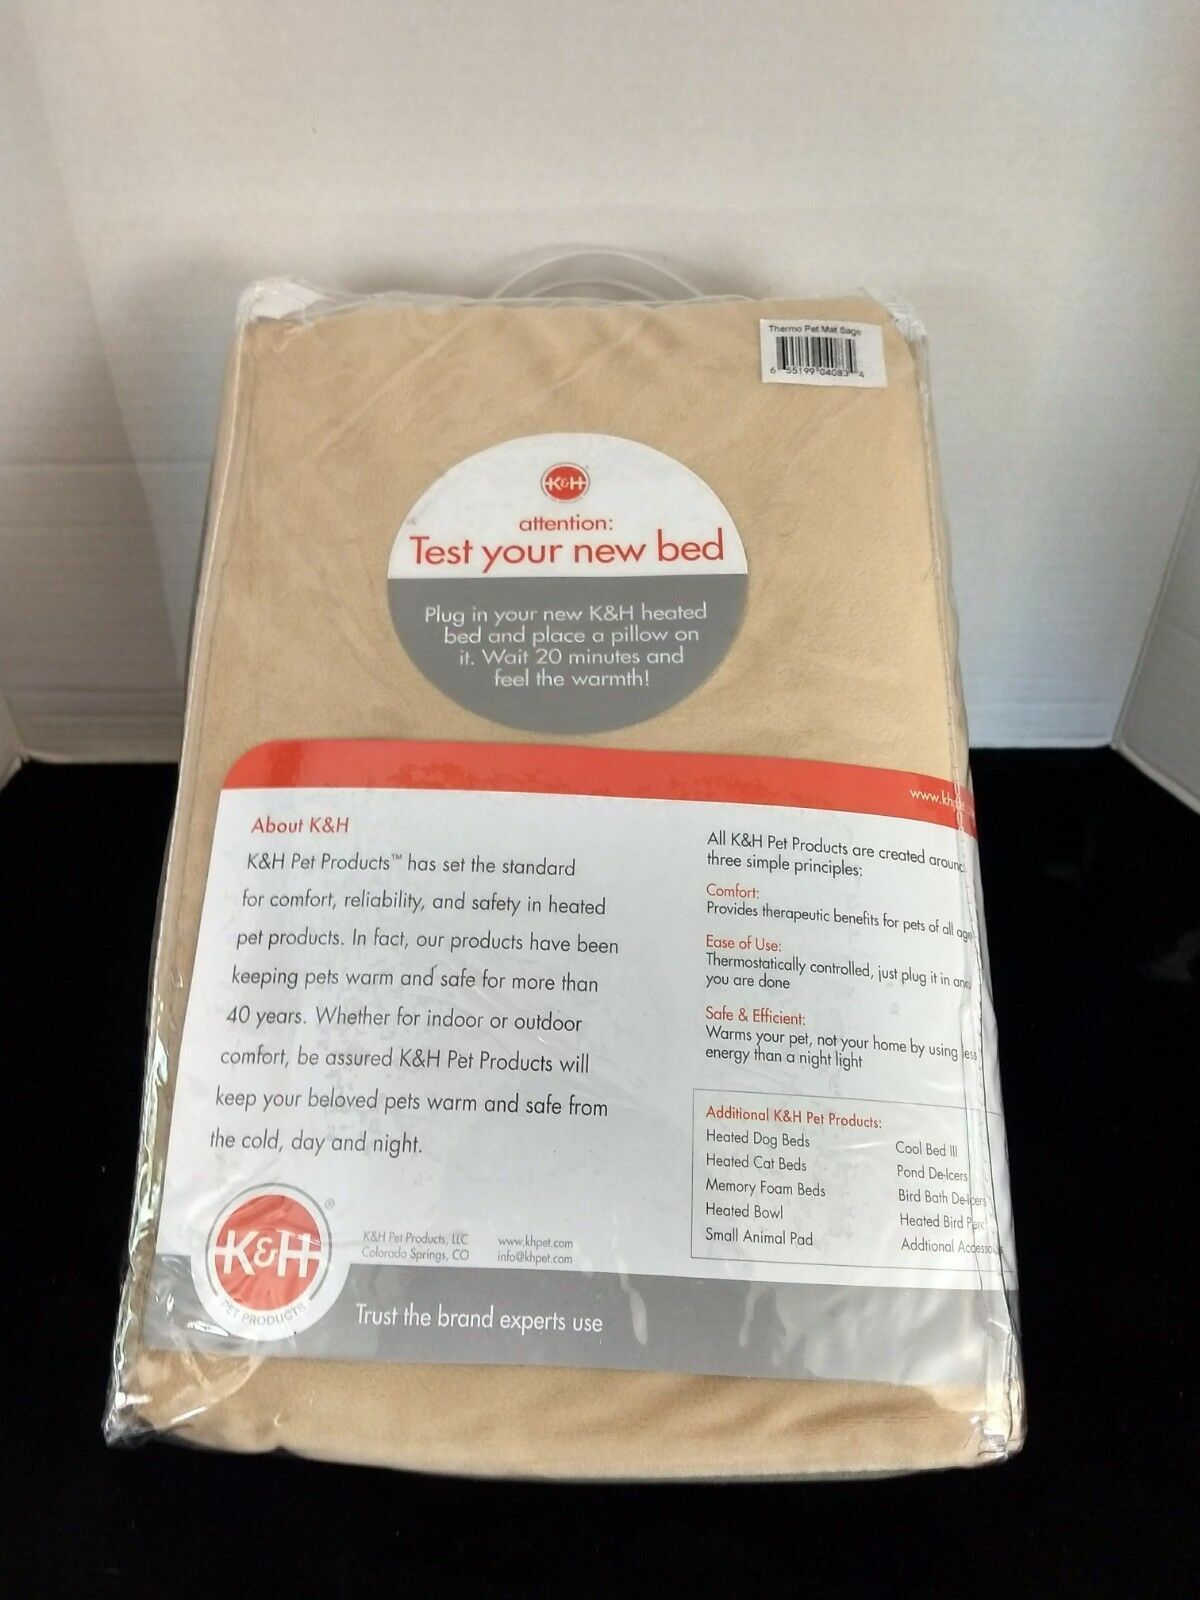 Thermo Pet Mat Sage
6 55199 04083 4
K&H
attention:
Test your new bed
Plug in your new K&H heated
bed and place a pillow on
it. Wait 20 minutes and
feel the warmth!
About K&H
K&H Pet Products™ has set the standard
for comfort, reliability, and safety in heated
pet products. In fact, our products have been
keeping pets warm and safe for more than
40 years. Whether for indoor or outdoor
comfort, be assured K&H Pet Products will
keep your beloved pets warm and safe from
the cold, day and night.
All K&H Pet Products are created around
three simple principles:
Comfort:
Provides therapeutic benefits for pets of all
Ease of Use:
Thermostatically controlled, just plug it in and
you are done
Safe & Efficient:
Warms your pet, not your home by using less
energy than a night light
Additional K&H Pet Products:
Heated Dog Beds
Heated Cat Beds
Memory Foam Beds
Heated Bowl
Small Animal Pad
Cool Bed III
Pond De-Icers
Bird Bath De-Icers
Heated Bird
Addtional
K&H ®
PET PRODUCTS
K&H Pet Products, LLC
Colorado Springs, CO
www.khpet.com
info@khpet.com
Trust the brand experts use